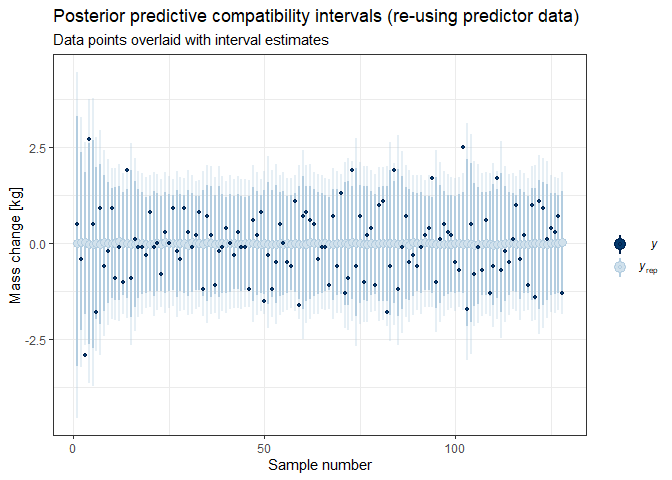 Posterior predictive compatibility intervals (re-using predictor data)
Data points overlaid with interval estimates
Mass change [kg]
2.5
0.0
-2.5
0
50
100
Sample number
y
yrep